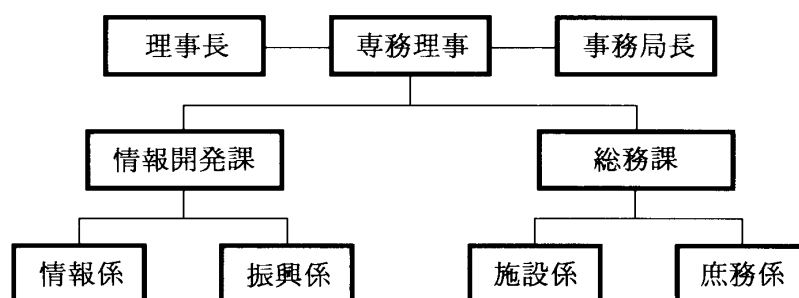 理事長 専務理事 事務局長
情報開発課 総務課
情報係 振興係 施設係 庶務係